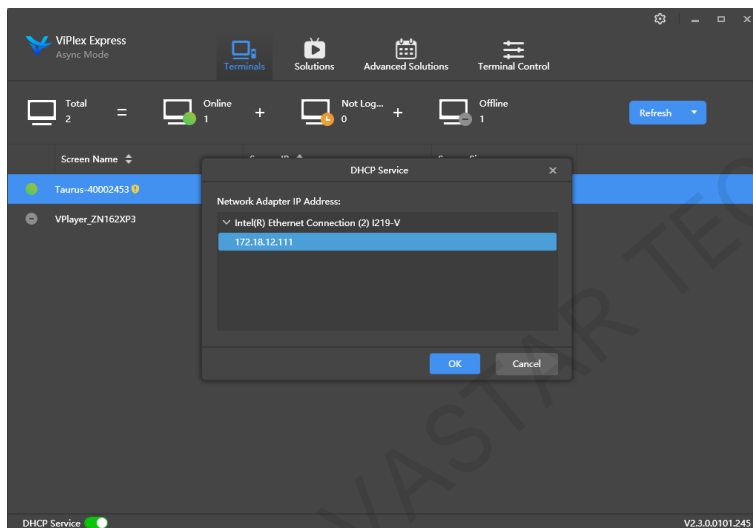 ViPlex Express
Async Mode
Terminals
Solutions
Advanced Solutions
Terminal Control
Total
2
=
Online
1
+
Not Log...
0
+
Offline
1
Refresh
Screen Name
DHCP Service
Taurus-40002453
VPlayer_ZN162XP3
Network Adapter IP Address:
Intel(R) Ethernet Connection (2) I219-V
172.18.12.111
OK
Cancel
DHCP Service
V2.3.0.0101.245